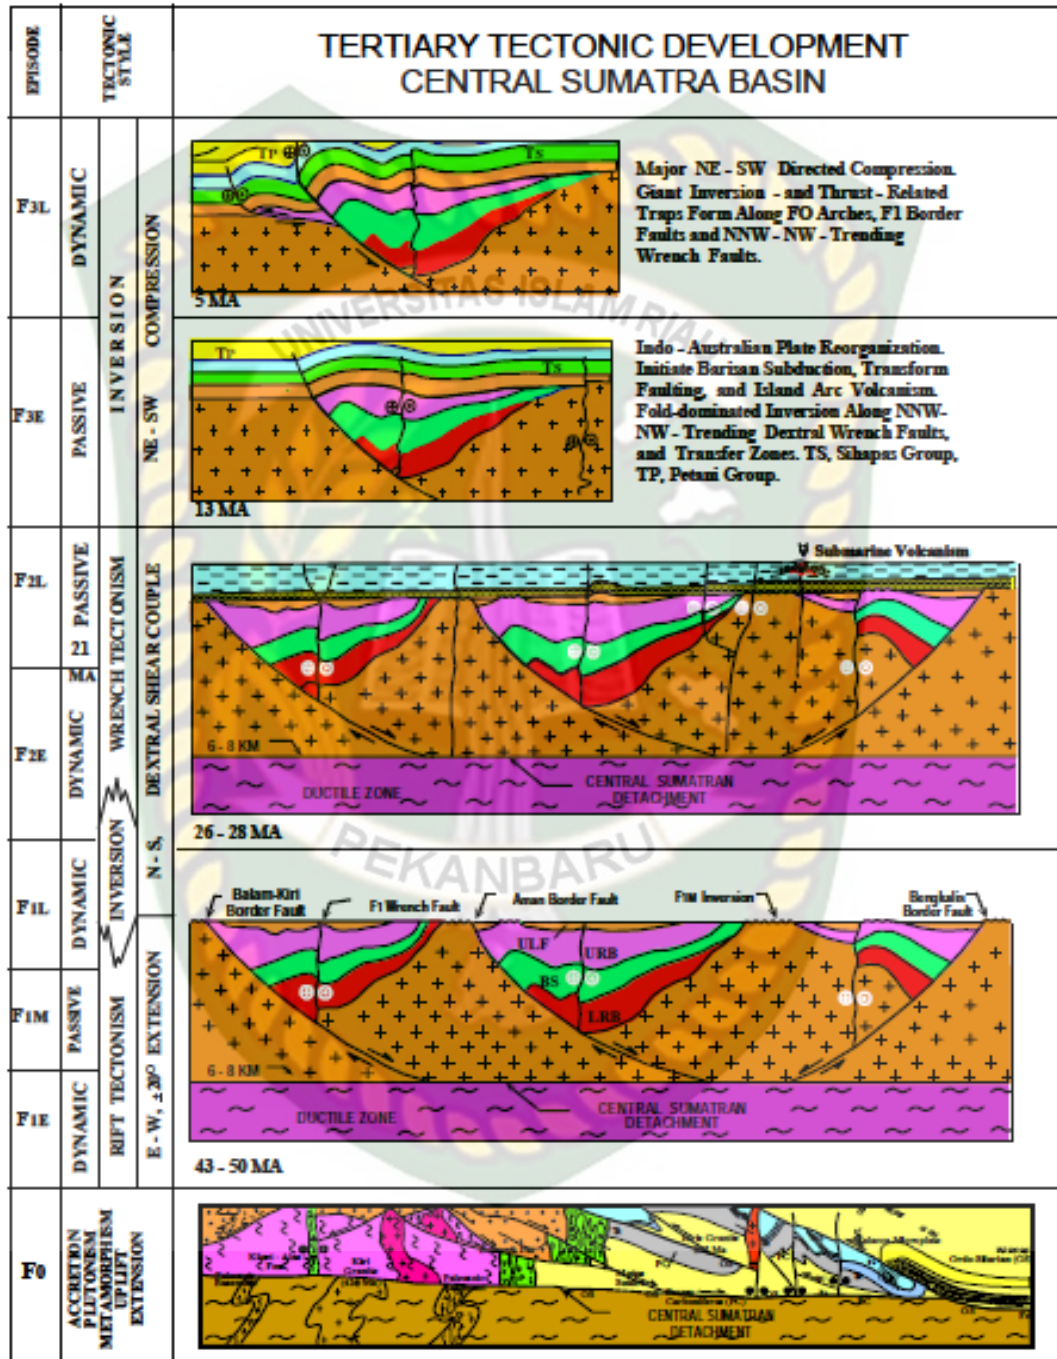 EPISODE
TECTONIC
STYLE
TERTIARY TECTONIC DEVELOPMENT
CENTRAL SUMATRA BASIN
F3L
DYNAMIC
INVERSION
NE - SW COMPRESSION
TP
TS
5 MA
Major NE - SW Directed Compression.
Giant Inversion - and Thrust - Related
Traps Form Along FO Arches, F1 Border
Faults and NNW - NW - Trending
Wrench Faults.
UNIVERSITAS ISLAM RIAU
F3E
PASSIVE
TP
TS
13 MA
Indo - Australian Plate Reorganization.
Initiate Barisan Subduction, Transform
Faulting, and Island Arc Volcanism.
Fold-dominated Inversion Along NNW-
NW - Trending Dextral Wrench Faults,
and Transfer Zones. TS, Sihapas Group,
TP, Petani Group.
F2L
PASSIVE
21
MA
WRENCH TECTONISM
N - S, DEXTRAL SHEAR COUPLE
Submarine Volcanism
F2E
DYNAMIC
6 - 8 KM
DUCTILE ZONE
CENTRAL SUMATRAN
DETACHMENT
26 - 28 MA
PEKANBARU
F1L
DYNAMIC
INVERSION
Balam-Kiri
Border Fault
F1 Wrench Fault
Aman Border Fault
F1M Inversion
Bengkalis
Border Fault
ULF
URB
BS
LRB
F1M
PASSIVE
RIFT TECTONISM
E - W, ±20° EXTENSION
6 - 8 KM
F1E
DYNAMIC
DUCTILE ZONE
CENTRAL SUMATRAN
DETACHMENT
43 - 50 MA
F0
ACCRETION
PLUTONISM
METAMORPHISM
UPLIFT
EXTENSION
Kiri
Granite
CENTRAL SUMATRAN
DETACHMENT